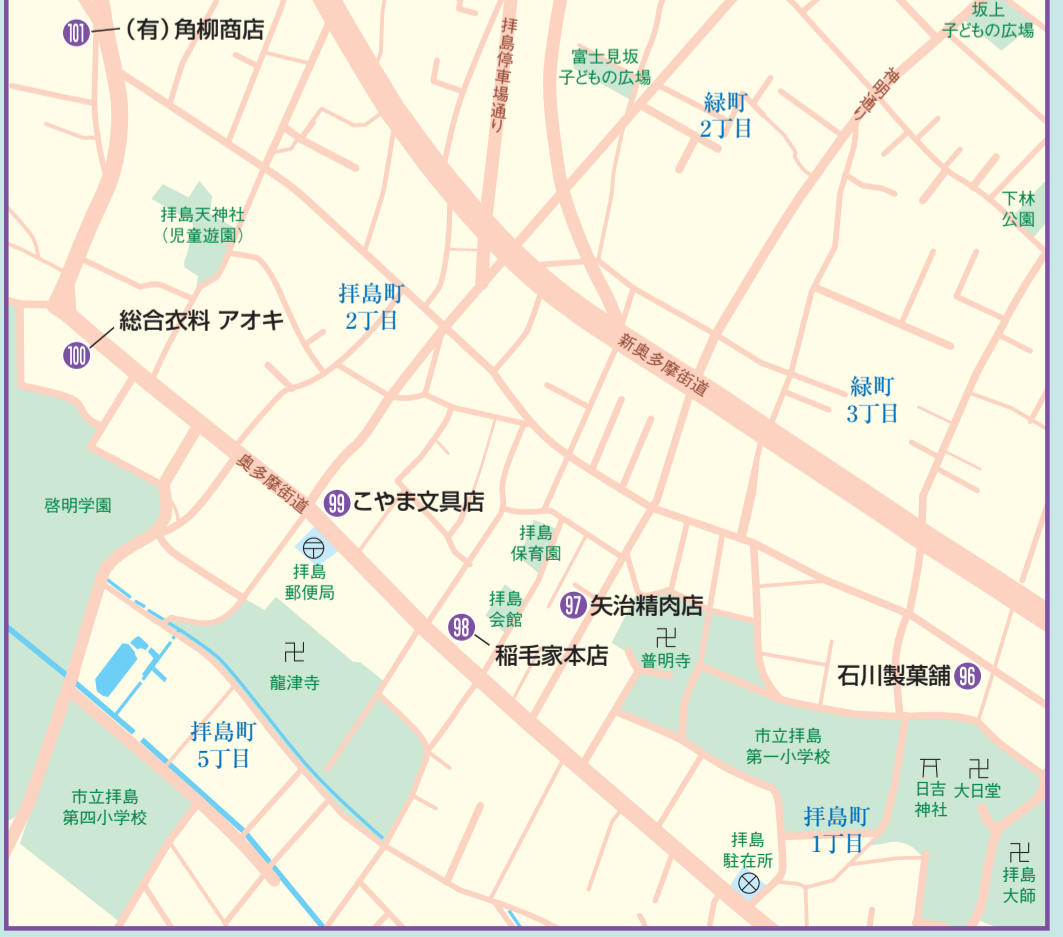 101
(有)角柳商店
拝島停車場通り
富士見坂
子どもの広場
坂上
子どもの広場
神明通り
緑町
2丁目
下林
公園
拝島天神社
(児童遊園)
拝島町
2丁目
総合衣料 アオキ
100
新奥多摩街道
緑町
3丁目
奥多摩街道
99
こやま文具店
啓明学園
拝島
郵便局
拝島
保育園
拝島
会館
97
矢治精肉店
98
稲毛家本店
普明寺
石川製菓舗
96
龍津寺
拝島町
5丁目
市立拝島
第一小学校
日吉
神社
大日堂
市立拝島
第四小学校
拝島町
1丁目
拝島
駐在所
拝島
大師